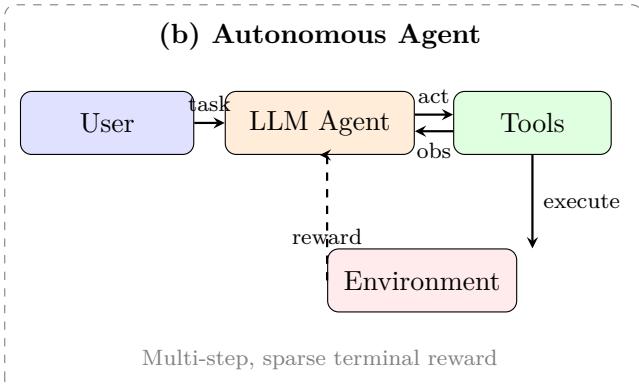 (b) Autonomous Agent
User
task
LLM Agent
act
obs
Tools
execute
reward
Environment
Multi-step, sparse terminal reward